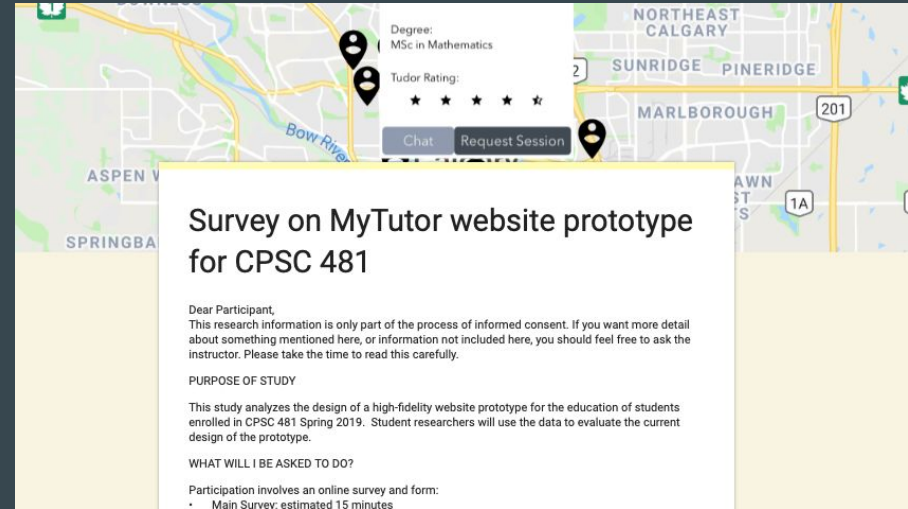 NORTHEAST
CALGARY
Degree:
MSc in Mathematics
2
SUNRIDGE
PINERIDGE
Tudor Rating:
MARLBOROUGH
201
Bow River
Chat
Request Session
ASPEN
1A
Survey on MyTutor website prototype
for CPSC 481
Dear Participant,
This research information is only part of the process of informed consent. If you want more detail
about something mentioned here, or information not included here, you should feel free to ask the
instructor. Please take the time to read this carefully.
PURPOSE OF STUDY
This study analyzes the design of a high-fidelity website prototype for the education of students
enrolled in CPSC 481 Spring 2019. Student researchers will use the data to evaluate the current
design of the prototype.
WHAT WILL I BE ASKED TO DO?
Participation involves an online survey and form:
• Main Survey: estimated 15 minutes